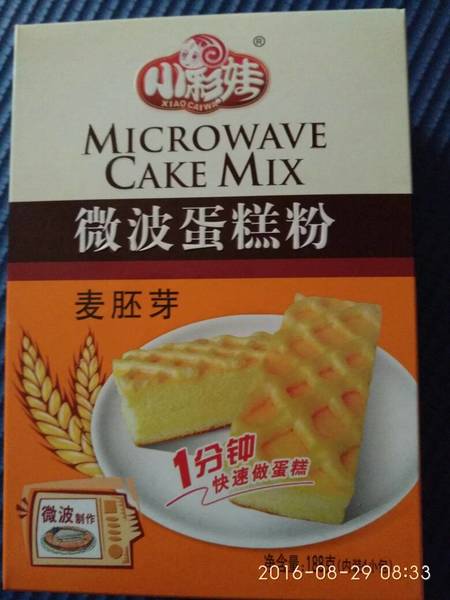 小彩娃
®
XIAO CAI WA
MICROWAVE
CAKE MIX
微波蛋糕粉
麦胚芽
1分钟
快速做蛋糕
微波制作
净含量:188克
2016-08-29 08:33